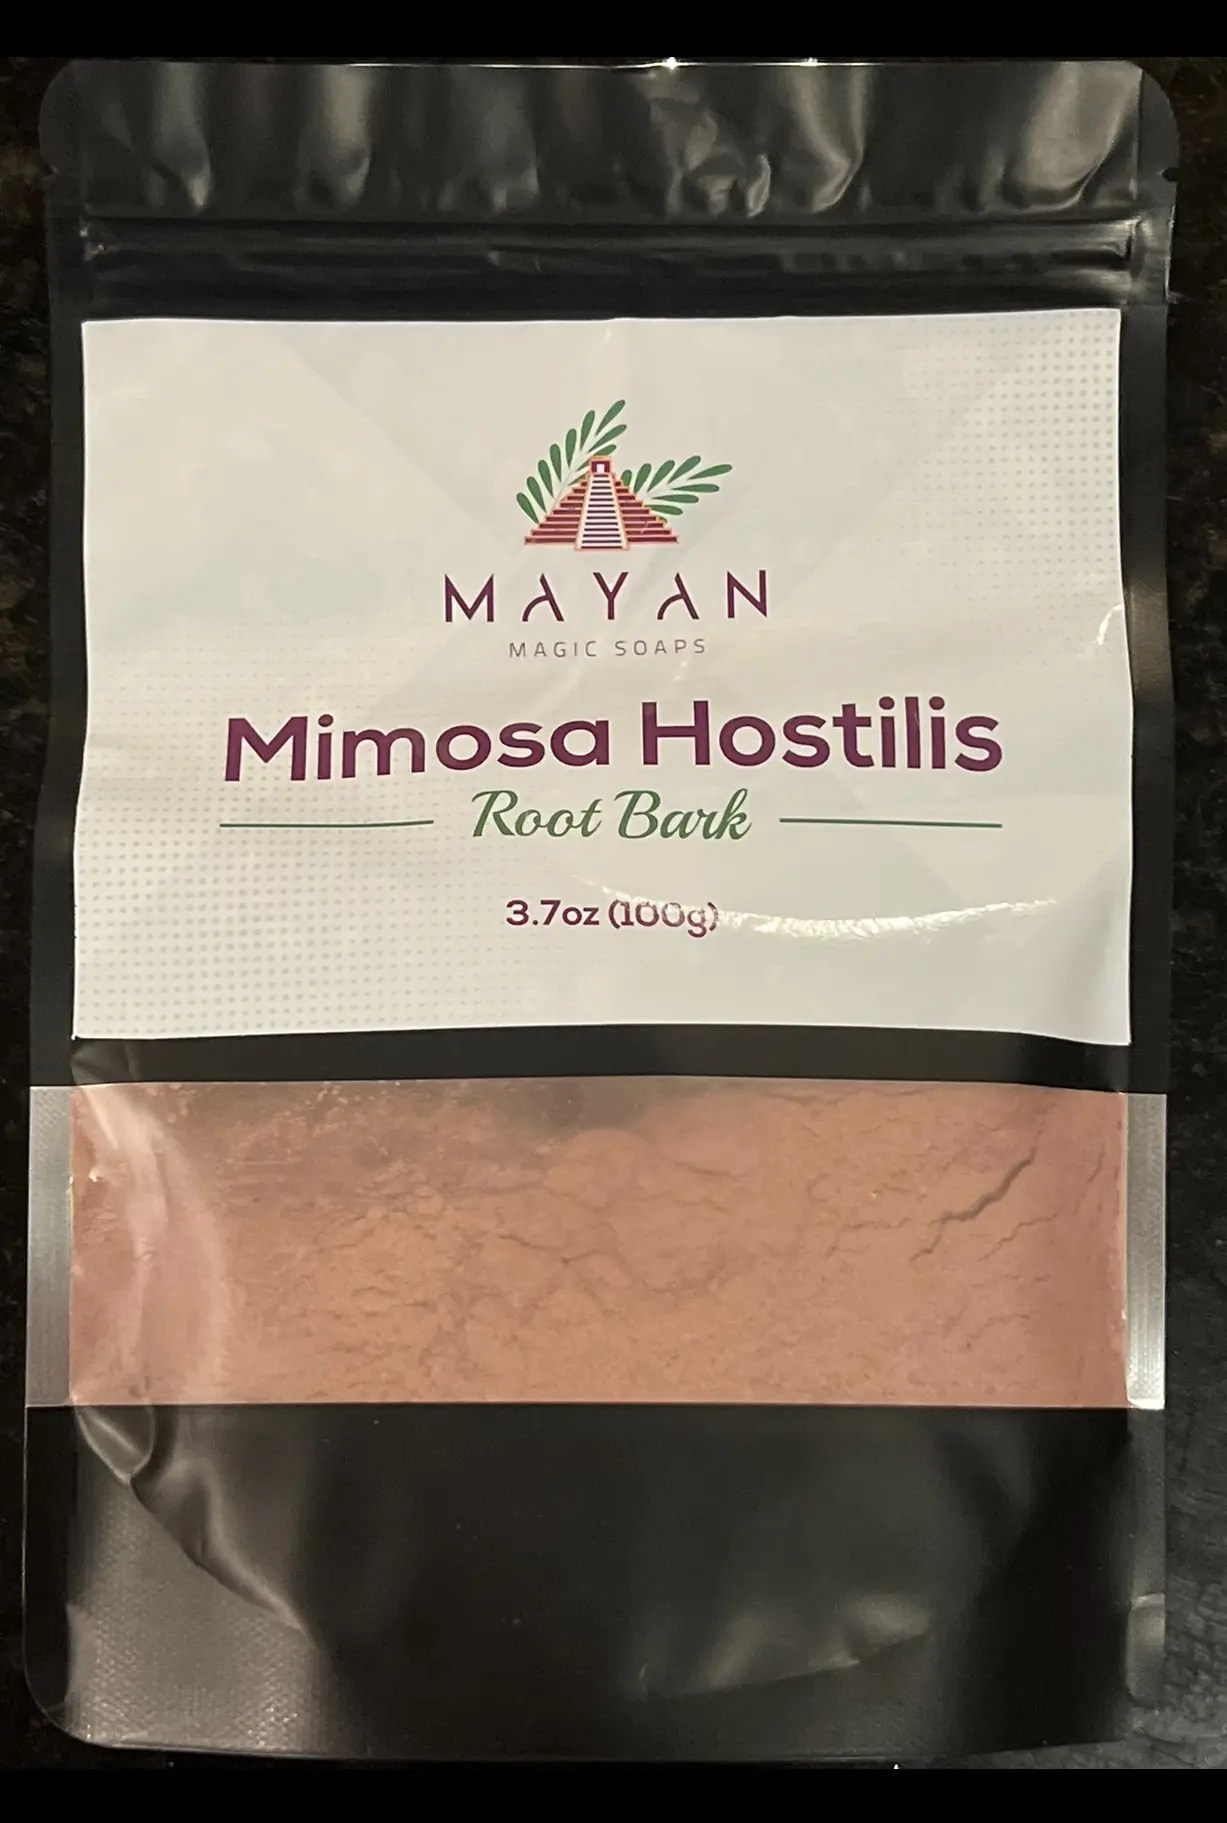 MAYAN
MAGIC SOAPS
Mimosa Hostilis
Root Bark
3.7oz (100g)